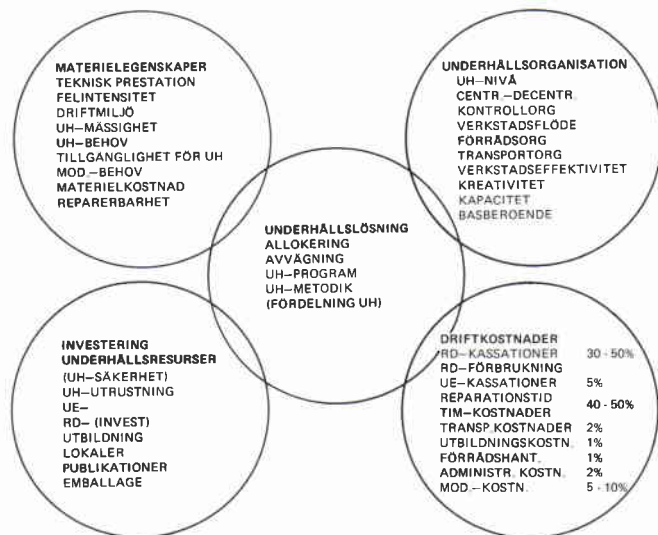 MATERIELEGENSKAPER
TEKNISK PRESTATION
FELINTENSITET
DRIFTMILJÖ
UH–MÄSSIGHET
UH–BEHOV
TILLGANGLIGHET FÖR UH
MOD.–BEHOV
MATERIELKOSTNAD
REPARERBARHET
UNDERHÅLLSORGANISATION
UH–NIVÅ
CENTR.–DECENTR.
KONTROLLORG
VERKSTADSFLÖDE
FÖRRÅDSORG
TRANSPORTORG
VERKSTADSEFFEKTIVITET
KREATIVITET
KAPACITET
BASBEROENDE
UNDERHÅLLSLÖSNING
ALLOKERING
AVVÄGNING
UH–PROGRAM
UH–METODIK
(FÖRDELNING UH)
INVESTERING
UNDERHÅLLSRESURSER
(UH–SÄKERHET)
UH–UTRUSTNING
UE–
RD– (INVEST)
UTBILDNING
LOKALER
PUBLIKATIONER
EMBALLAGE
DRIFTKOSTNADER
RD–KASSATIONER 30 - 50%
RD–FÖRBRUKNING
UE–KASSATIONER 5%
REPARATIONSTID
TIM–KOSTNADER 40 - 50%
TRANSP.KOSTNADER 2%
UTBILDNINGSKOSTN. 1%
FÖRRÅDSHANT. 1%
ADMINISTR. KOSTN. 2%
MOD.–KOSTN. 5 - 10%